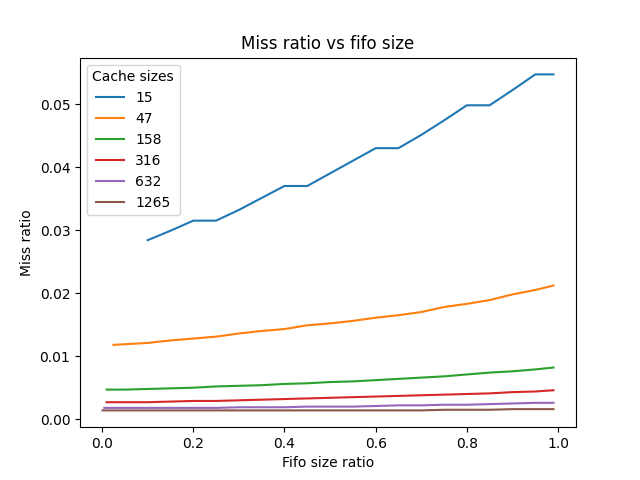 Miss ratio vs fifo size
Cache sizes
15
47
158
316
632
1265
Miss ratio
0.05
0.04
0.03
0.02
0.01
0.00
0.0 0.2 0.4 0.6 0.8 1.0
Fifo size ratio